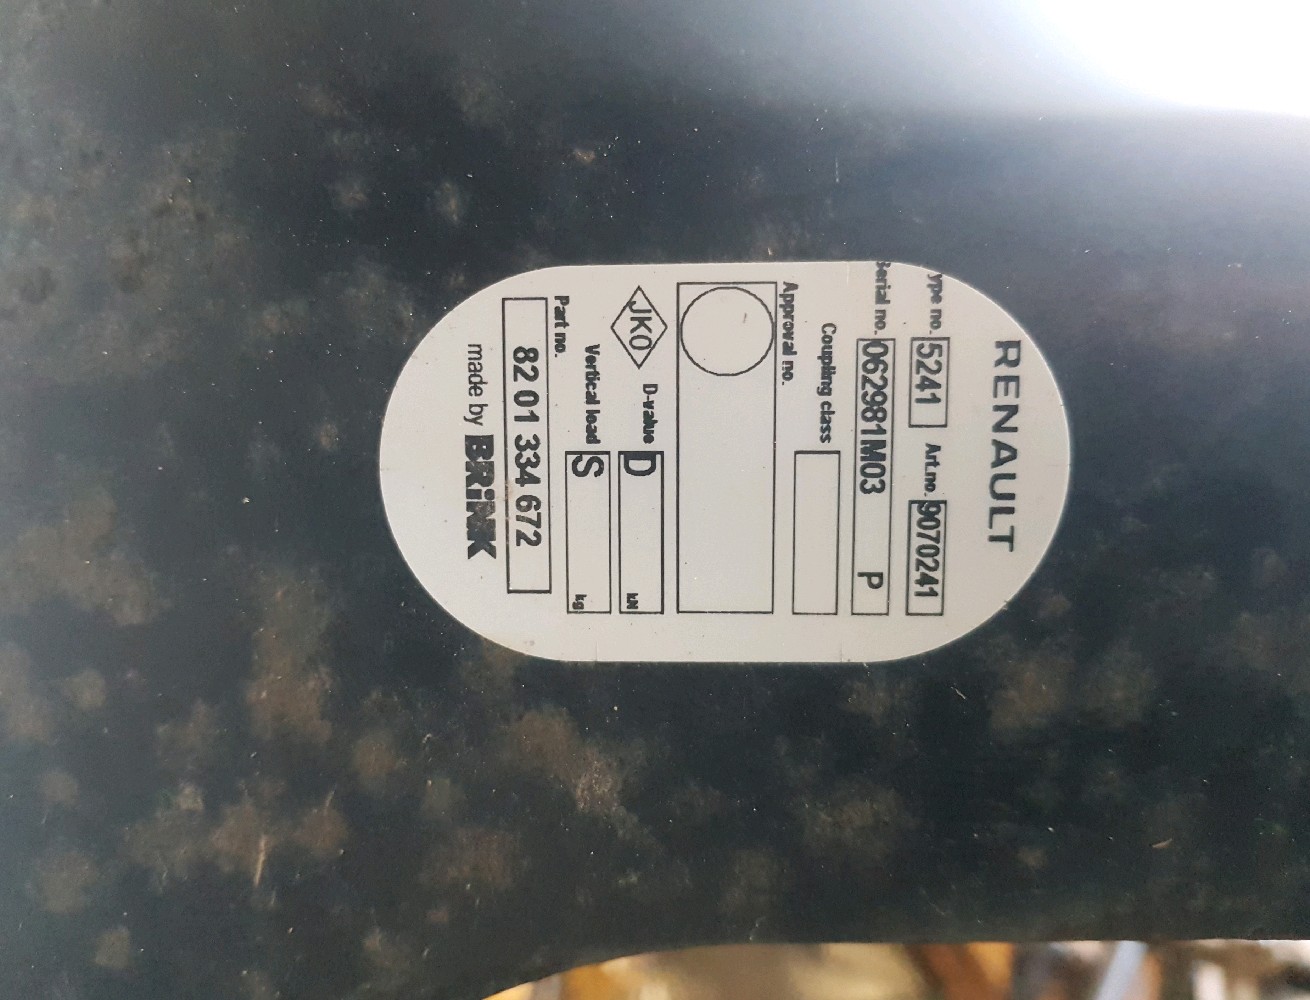 RENAULT
ype no. 5241 Art.no. 9070241
Serial no. 062981M03 P
Coupling class
Approval no.
JKO D-value D kN
Vertical load S kg
Part no.
82 01 334 672
made by BRiNK